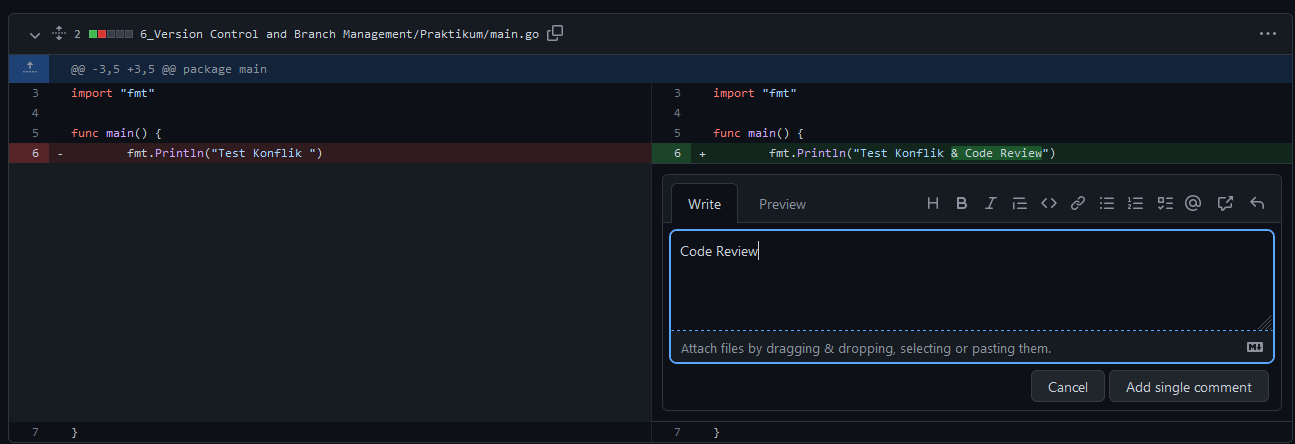 2 6_Version Control and Branch Management/Praktikum/main.go
@@ -3,5 +3,5 @@ package main
3 import "fmt"
4
5 func main() {
6 - fmt.Println("Test Konflik ")
7 }
3 import "fmt"
4
5 func main() {
6 + fmt.Println("Test Konflik & Code Review")
Write Preview H B I @
Code Review
Attach files by dragging & dropping, selecting or pasting them.
Cancel Add single comment
7 }